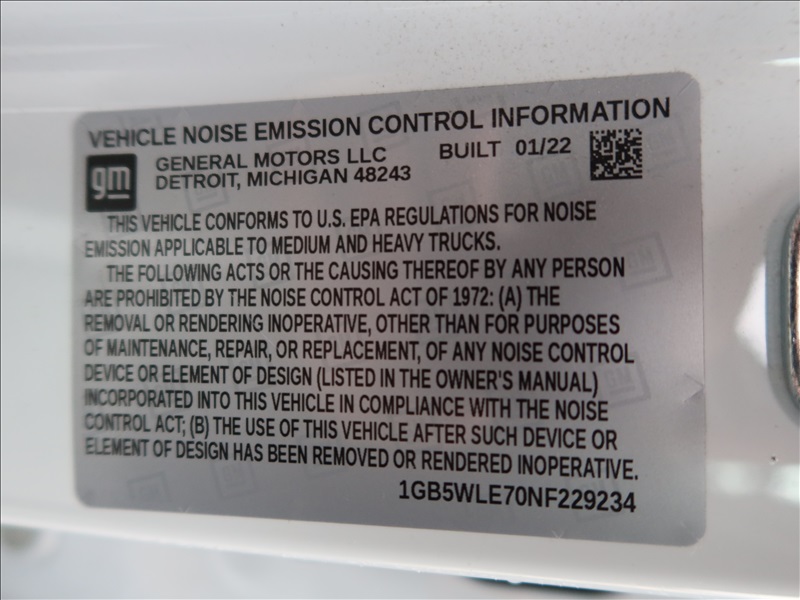 VEHICLE NOISE EMISSION CONTROL INFORMATION
gm
GENERAL MOTORS LLC BUILT 01/22
DETROIT, MICHIGAN 48243
THIS VEHICLE CONFORMS TO U.S. EPA REGULATIONS FOR NOISE
EMISSION APPLICABLE TO MEDIUM AND HEAVY TRUCKS.
THE FOLLOWING ACTS OR THE CAUSING THEREOF BY ANY PERSON
ARE PROHIBITED BY THE NOISE CONTROL ACT OF 1972: (A) THE
REMOVAL OR RENDERING INOPERATIVE, OTHER THAN FOR PURPOSES
OF MAINTENANCE, REPAIR, OR REPLACEMENT, OF ANY NOISE CONTROL
DEVICE OR ELEMENT OF DESIGN (LISTED IN THE OWNER'S MANUAL)
INCORPORATED INTO THIS VEHICLE IN COMPLIANCE WITH THE NOISE
CONTROL ACT; (B) THE USE OF THIS VEHICLE AFTER SUCH DEVICE OR
ELEMENT OF DESIGN HAS BEEN REMOVED OR RENDERED INOPERATIVE.
1GB5WLE70NF229234